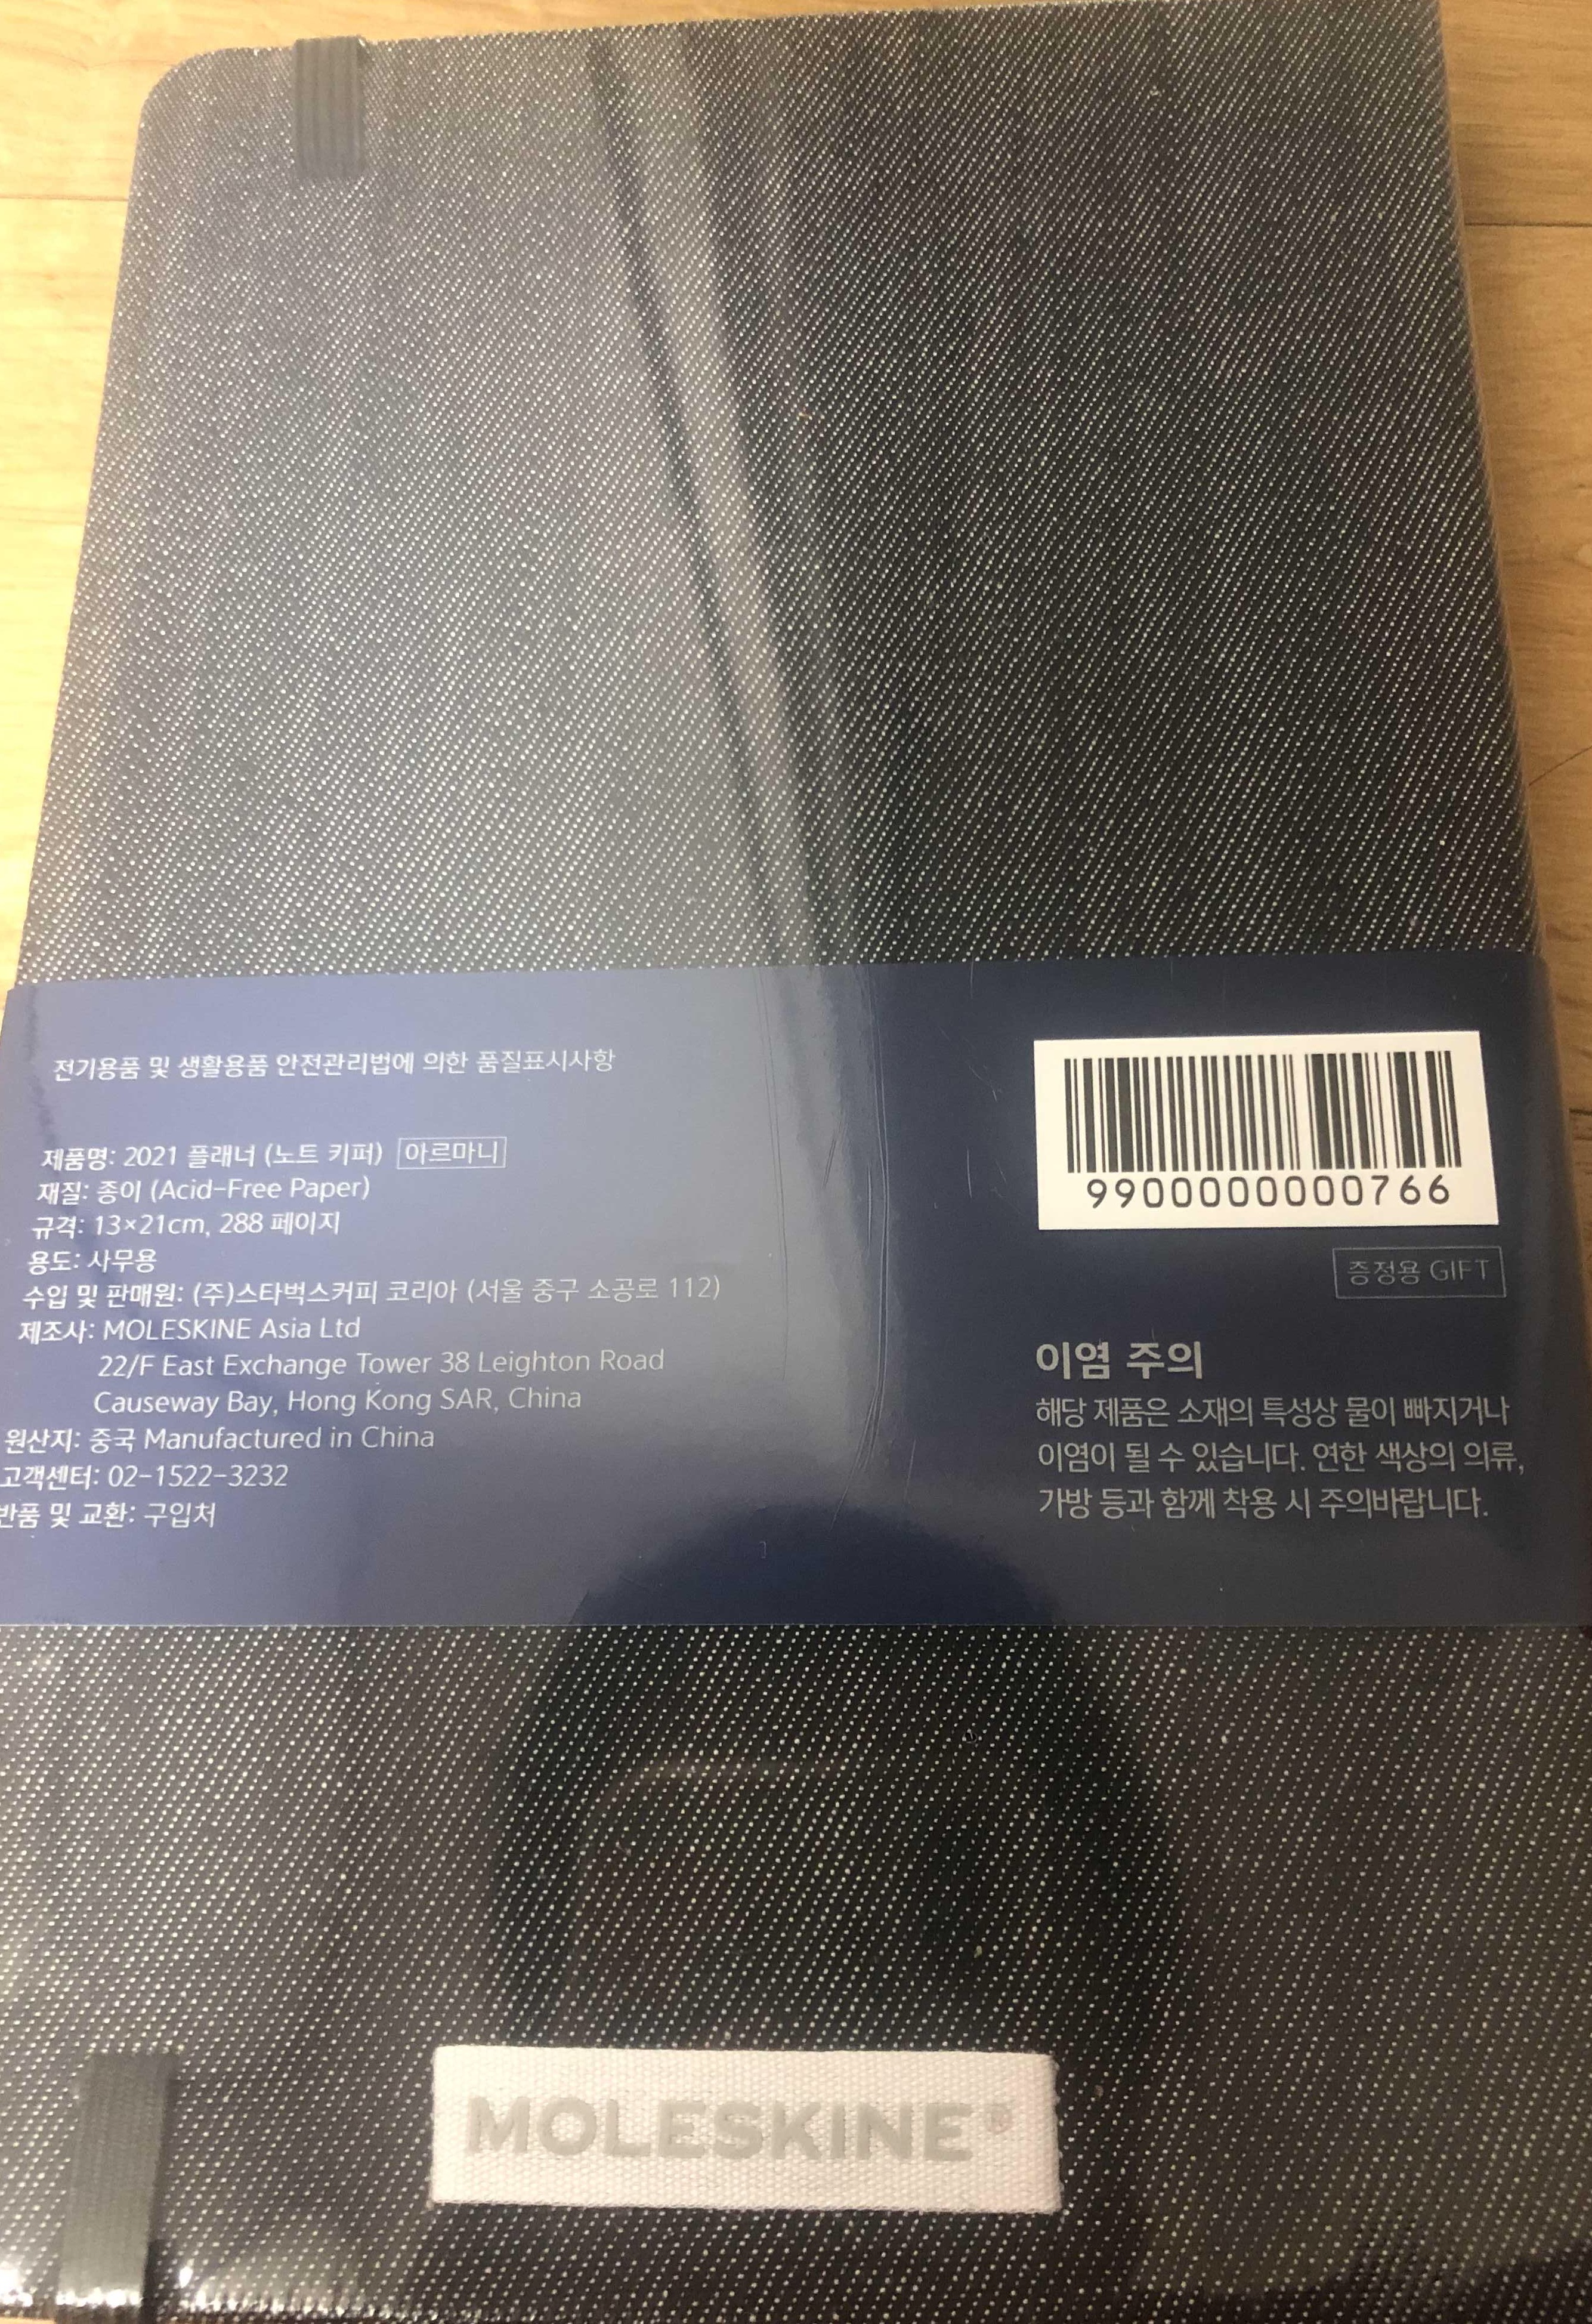 전기용품 및 생활용품 안전관리법에 의한 품질표시사항
제품명: 2021 플래너 (노트 키퍼) 아르마니
재질: 종이 (Acid-Free Paper)
규격: 13×21cm, 288 페이지
용도: 사무용
수입 및 판매원: (주)스타벅스커피 코리아 (서울 중구 소공로 112)
제조사: MOLESKINE Asia Ltd
22/F East Exchange Tower 38 Leighton Road
Causeway Bay, Hong Kong SAR, China
원산지: 중국 Manufactured in China
고객센터: 02-1522-3232
반품 및 교환: 구입처
9900000000766
증정용 GIFT
이염 주의
해당 제품은 소재의 특성상 물이 빠지거나
이염이 될 수 있습니다. 연한 색상의 의류,
가방 등과 함께 착용 시 주의바랍니다.
MOLESKINE®